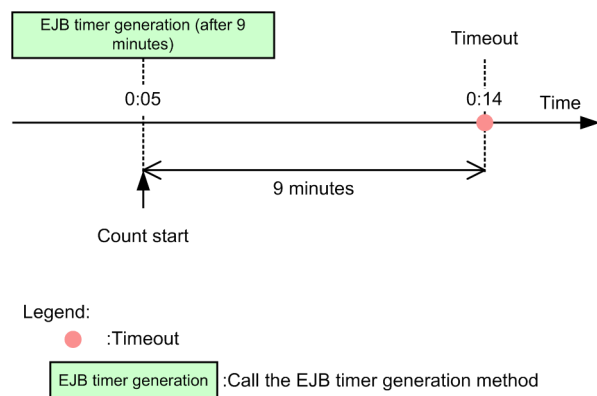 EJB timer generation (after 9
minutes)
Timeout
0:05
0:14
Time
9 minutes
Count start
Legend:
:Timeout
EJB timer generation :Call the EJB timer generation method